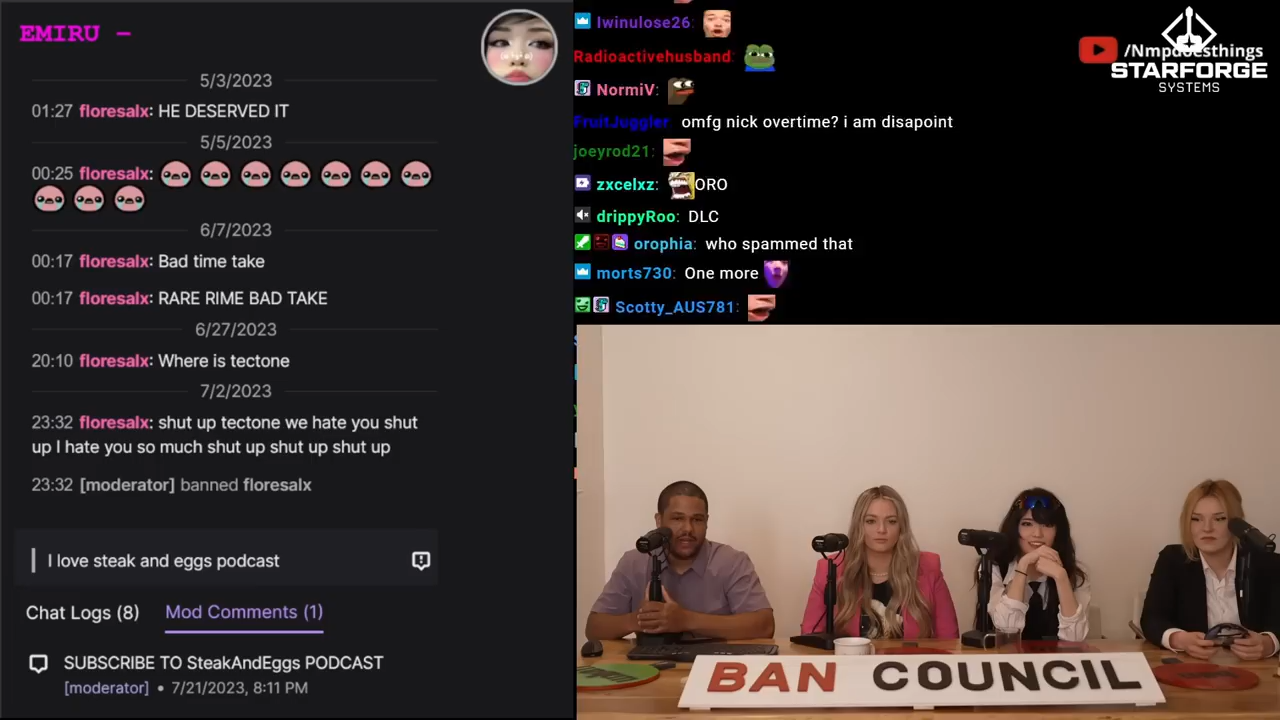 EMIRU –
5/3/2023
01:27 floresalx: HE DESERVED IT
5/5/2023
00:25 floresalx:
6/7/2023
00:17 floresalx: Bad time take
00:17 floresalx: RARE RIME BAD TAKE
6/27/2023
20:10 floresalx: Where is tectone
7/2/2023
23:32 floresalx: shut up tectone we hate you shut
up I hate you so much shut up shut up shut up
23:32 [moderator] banned floresalx
I love steak and eggs podcast
Chat Logs (8) Mod Comments (1)
SUBSCRIBE TO SteakAndEggs PODCAST
[moderator] • 7/21/2023, 8:11 PM
Iwinulose26:
Radioactivehusband:
NormiV:
FruitJuggler omfg nick overtime? i am disapoint
joeyrod21:
zxcelxz: ORO
drippyRoo: DLC
orophia: who spammed that
morts730: One more
Scotty_AUS781:
STARFORGE
SYSTEMS
BAN COUNCIL